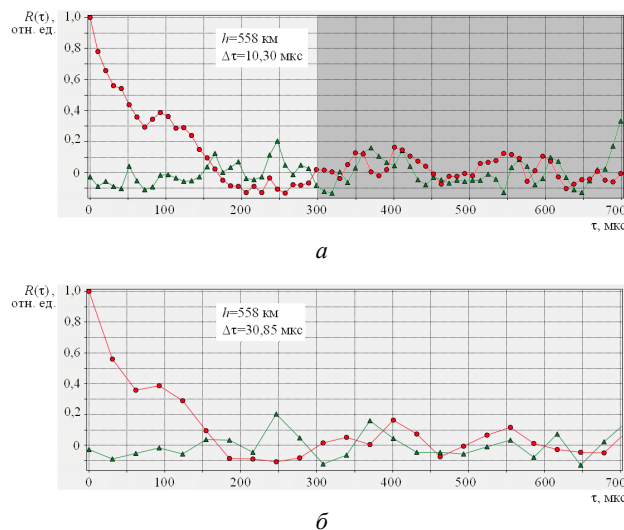 R(τ),
отн. ед.
1,0
0,8
0,6
0,4
0,2
0
h=558 км
Δτ=10,30 мкс
0 100 200 300 400 500 600 700
τ, мкс
а
R(τ),
отн. ед.
1,0
0,8
0,6
0,4
0,2
0
h=558 км
Δτ=30,85 мкс
0 100 200 300 400 500 600 700
τ, мкс
б